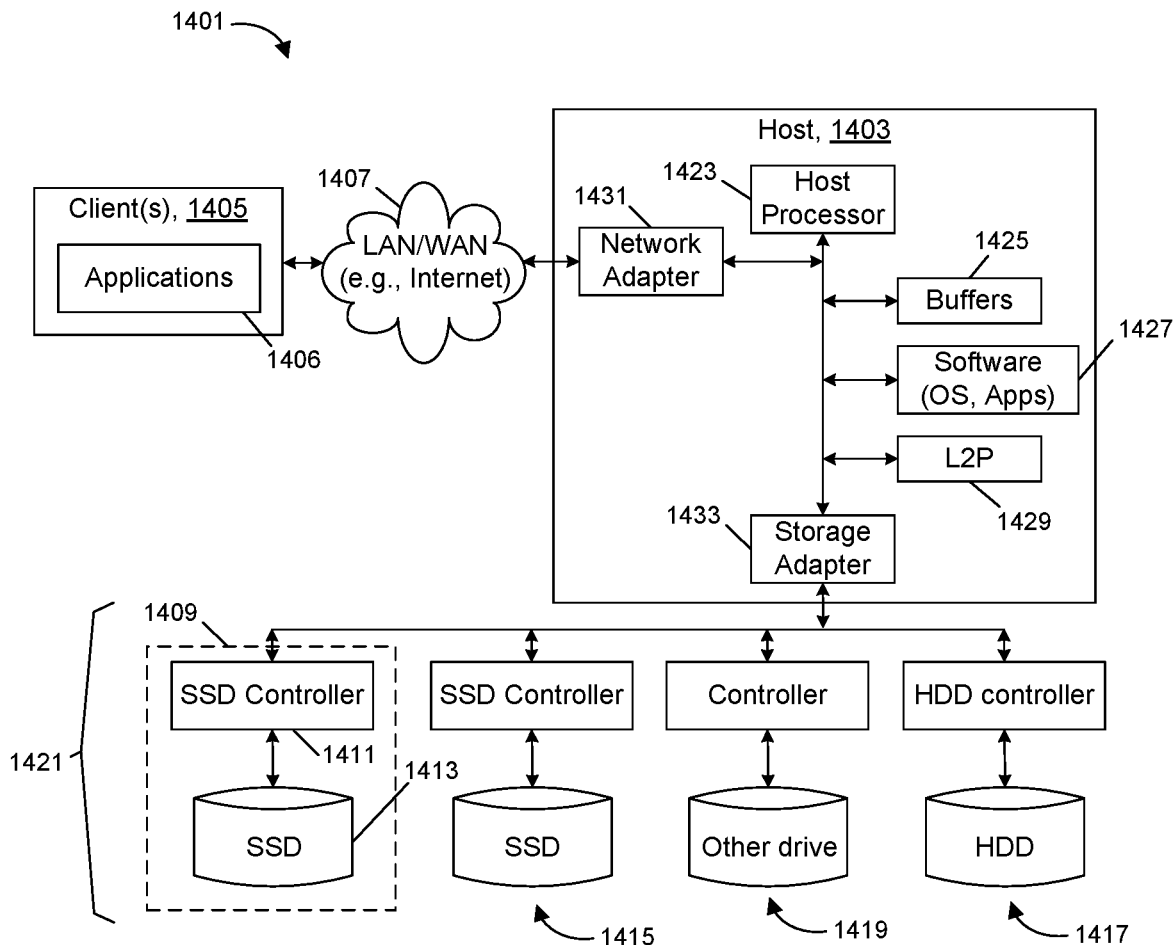 1401
Host, 1403
1423
Host
Processor
1407
1431
Client(s), 1405
Applications
1406
LAN/WAN
(e.g., Internet)
Network
Adapter
1425
Buffers
1427
Software
(OS, Apps)
L2P
1429
1433
Storage
Adapter
1409
SSD Controller
SSD Controller
Controller
HDD controller
1411
1421
1413
SSD
SSD
Other drive
HDD
1415
1419
1417